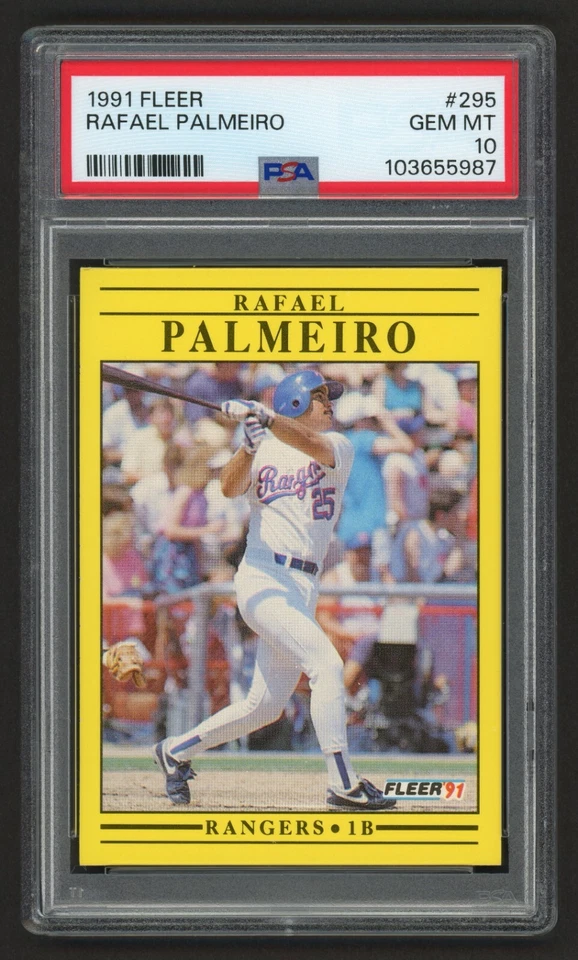 1991 FLEER #295
RAFAEL PALMEIRO GEM MT
10
PSA 103655987
RAFAEL
PALMEIRO
Rangers
25
FLEER '91
RANGERS • 1B